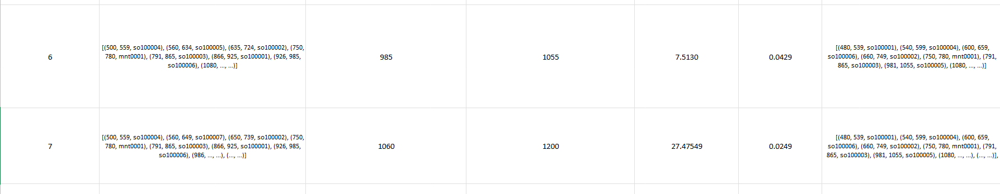 6
[(500, 559, so100004), (560, 634, so100005), (635, 724, so100002), (750,
780, mnt0001), (791, 865, so100003), (866, 925, so100001), (926, 985,
so100006), (1080, ..., ...)]
985
1055
7.5130
0.0429
[(480, 539, so100001), (540, 599, so100004), (600, 659,
so100006), (660, 749, so100002), (750, 780, mnt0001), (791,
865, so100003), (981, 1055, so100005), (1080, ..., ...)]
7
[(500, 559, so100004), (560, 649, so100007), (650, 739, so100002), (750,
780, mnt0001), (791, 865, so100003), (866, 925, so100001), (926, 985,
so100006), (986, ..., ...), (..., ...)]
1060
1200
27.47549
0.0249
[(480, 539, so100001), (540, 599, so100004), (600, 659,
so100006), (660, 749, so100002), (750, 780, mnt0001), (791,
865, so100003), (981, 1055, so100005), (1080, ..., ...), (..., ...)],